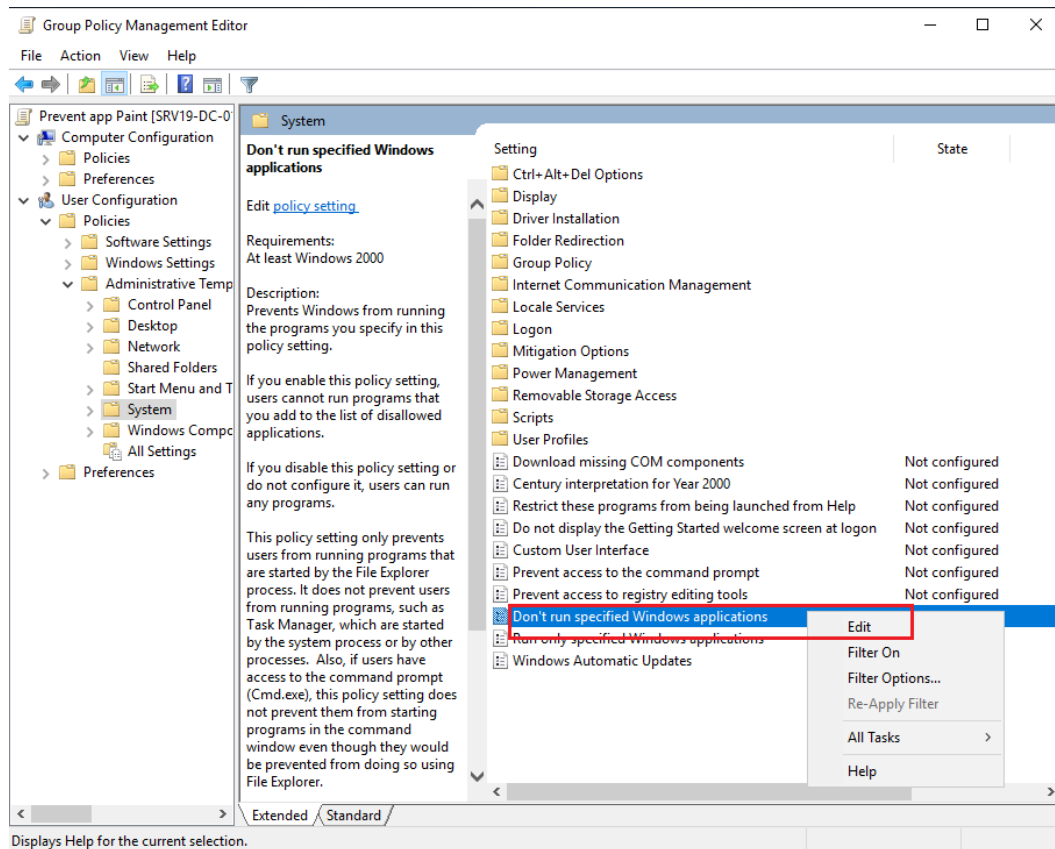 Group Policy Management Editor
File Action View Help
Prevent app Paint [SRV19-DC-0
Computer Configuration
Policies
Preferences
User Configuration
Policies
Software Settings
Windows Settings
Administrative Temp
Control Panel
Desktop
Network
Shared Folders
Start Menu and T
System
Windows Compo
All Settings
Preferences
System
Don't run specified Windows
applications
Edit policy setting
Requirements:
At least Windows 2000
Description:
Prevents Windows from running
the programs you specify in this
policy setting.
If you enable this policy setting,
users cannot run programs that
you add to the list of disallowed
applications.
If you disable this policy setting or
do not configure it, users can run
any programs.
This policy setting only prevents
users from running programs that
are started by the File Explorer
process. It does not prevent users
from running programs, such as
Task Manager, which are started
by the system process or by other
processes. Also, if users have
access to the command prompt
(Cmd.exe), this policy setting does
not prevent them from starting
programs in the command
window even though they would
be prevented from doing so using
File Explorer.
Setting State
Ctrl+Alt+Del Options
Display
Driver Installation
Folder Redirection
Group Policy
Internet Communication Management
Locale Services
Logon
Mitigation Options
Power Management
Removable Storage Access
Scripts
User Profiles
Download missing COM components Not configured
Century interpretation for Year 2000 Not configured
Restrict these programs from being launched from Help Not configured
Do not display the Getting Started welcome screen at logon Not configured
Custom User Interface Not configured
Prevent access to the command prompt Not configured
Prevent access to registry editing tools Not configured
Don't run specified Windows applications
Run only specified Windows applications
Windows Automatic Updates
Edit
Filter On
Filter Options...
Re-Apply Filter
All Tasks
Help
Extended Standard
Displays Help for the current selection.